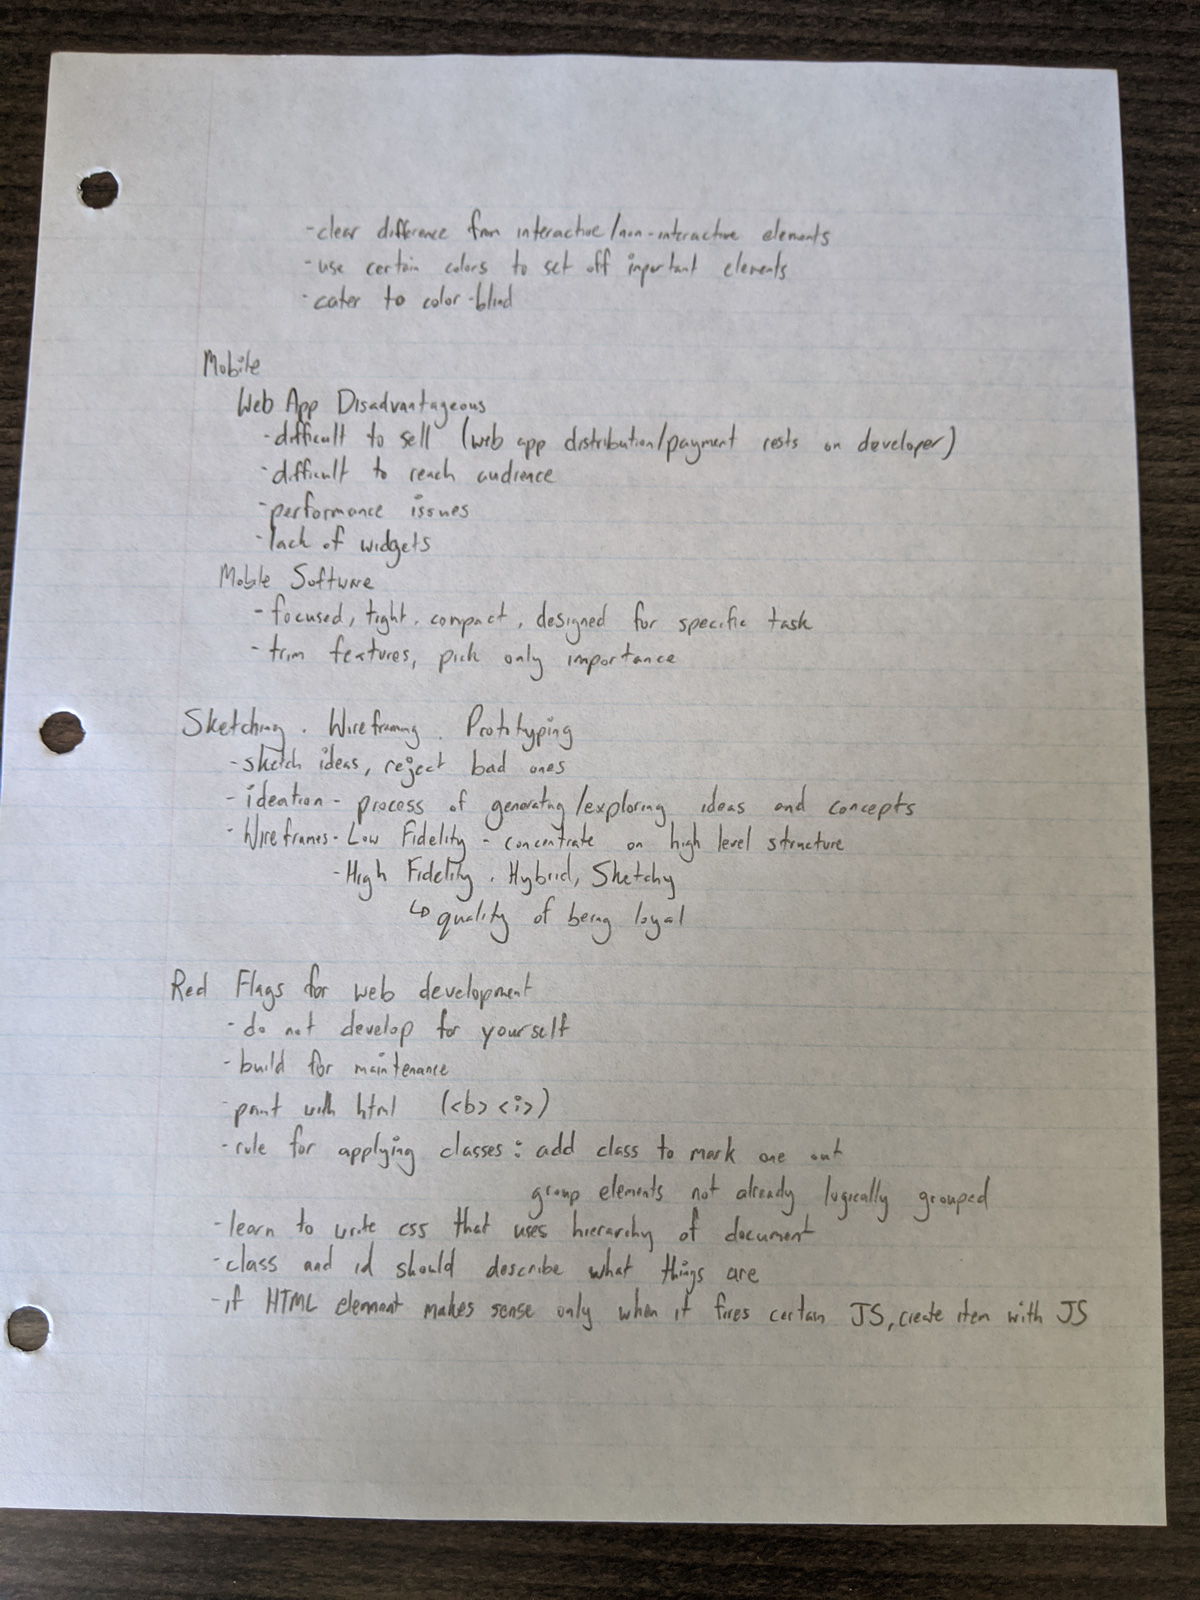 -clear difference from interactive/non-interactive elements
-use certain colors to set off important elements
-cater to color-blind
Mobile
Web App Disadvantageous
-difficult to sell (web app distribution/payment rests on developer)
-difficult to reach audience
-performance issues
-lack of widgets
Mobile Software
-focused, tight, compact, designed for specific task
-trim features, pick only importance
Sketching, Wireframing, Prototyping
-sketch ideas, reject bad ones
-ideation - process of generating/exploring ideas and concepts
-Wireframes - Low Fidelity - concentrate on high level structure
-High Fidelity, Hybrid, Sketchy
↳ quality of being loyal
Red Flags for web development
-do not develop for yourself
-build for maintenance
-paint with html (<b> <i>)
-rule for applying classes: add class to mark one out
group elements not already logically grouped
-learn to write css that uses hierarchy of document
-class and id should describe what things are
-if HTML element makes sense only when it fires certain JS, create item with JS